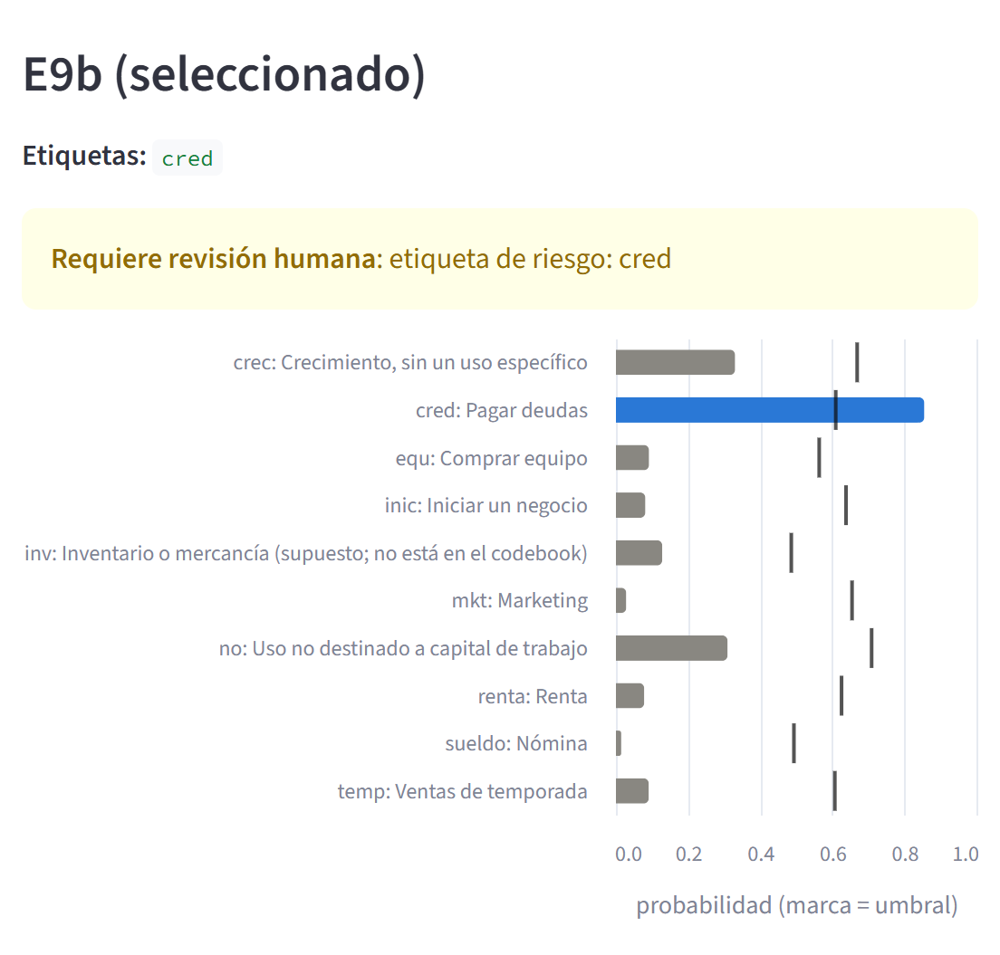 E9b (seleccionado)
Etiquetas: cred
Requiere revisión humana: etiqueta de riesgo: cred
crec: Crecimiento, sin un uso específico
cred: Pagar deudas
equ: Comprar equipo
inic: Iniciar un negocio
inv: Inventario o mercancía (supuesto; no está en el codebook)
mkt: Marketing
no: Uso no destinado a capital de trabajo
renta: Renta
sueldo: Nómina
temp: Ventas de temporada
0.0 0.2 0.4 0.6 0.8 1.0
probabilidad (marca = umbral)